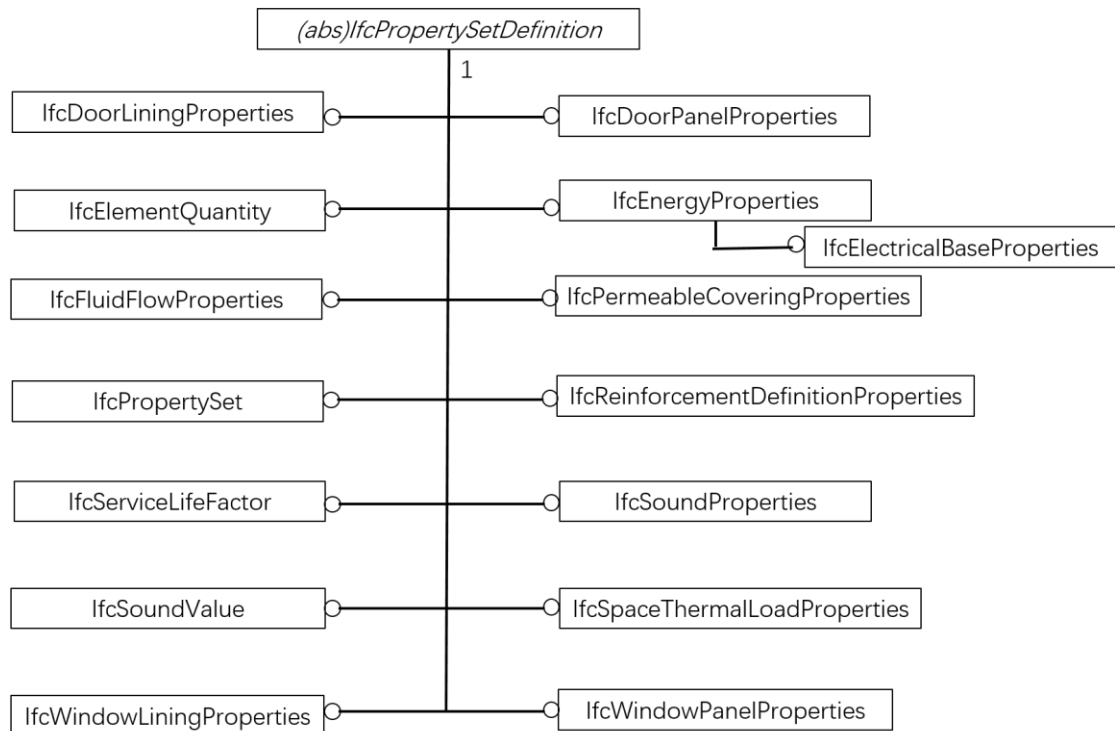 (abs)IfcPropertySetDefinition
1
IfcDoorLiningProperties
IfcDoorPanelProperties
IfcElementQuantity
IfcEnergyProperties
IfcElectricalBaseProperties
IfcFluidFlowProperties
IfcPermeableCoveringProperties
IfcPropertySet
IfcReinforcementDefinitionProperties
IfcServiceLifeFactor
IfcSoundProperties
IfcSoundValue
IfcSpaceThermalLoadProperties
IfcWindowLiningProperties
IfcWindowPanelProperties